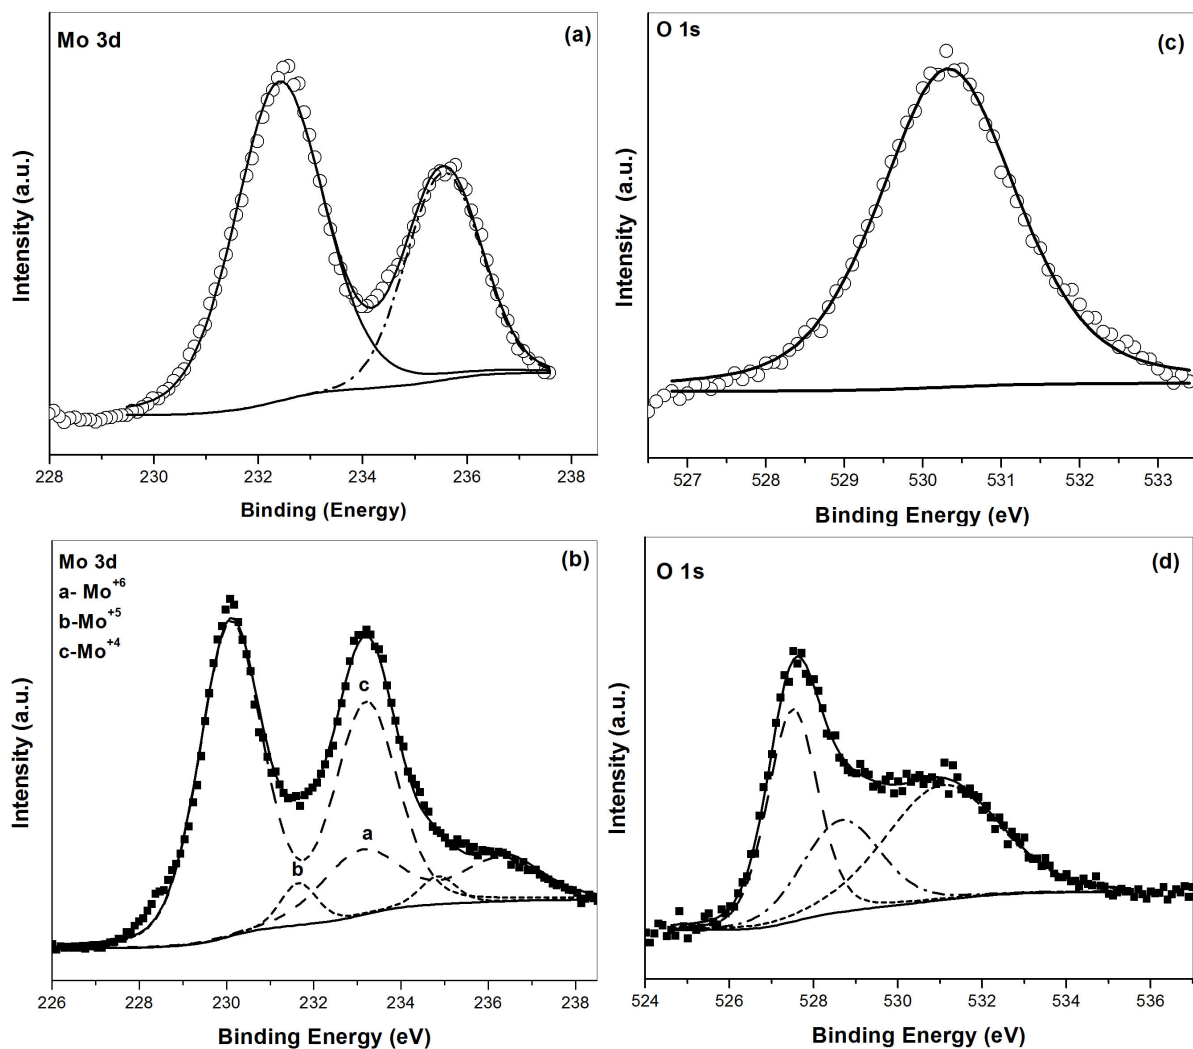 Mo 3d
(a)
Intensity (a.u.)
228 230 232 234 236 238
Binding (Energy)
O 1s
(c)
Intensity (a.u.)
527 528 529 530 531 532 533
Binding Energy (eV)
Mo 3d
(b)
a- Mo+6
b-Mo+5
c-Mo+4
c
a
b
Intensity (a.u.)
226 228 230 232 234 236 238
Binding Energy (eV)
O 1s
(d)
Intensity (a.u.)
524 526 528 530 532 534 536
Binding Energy (eV)